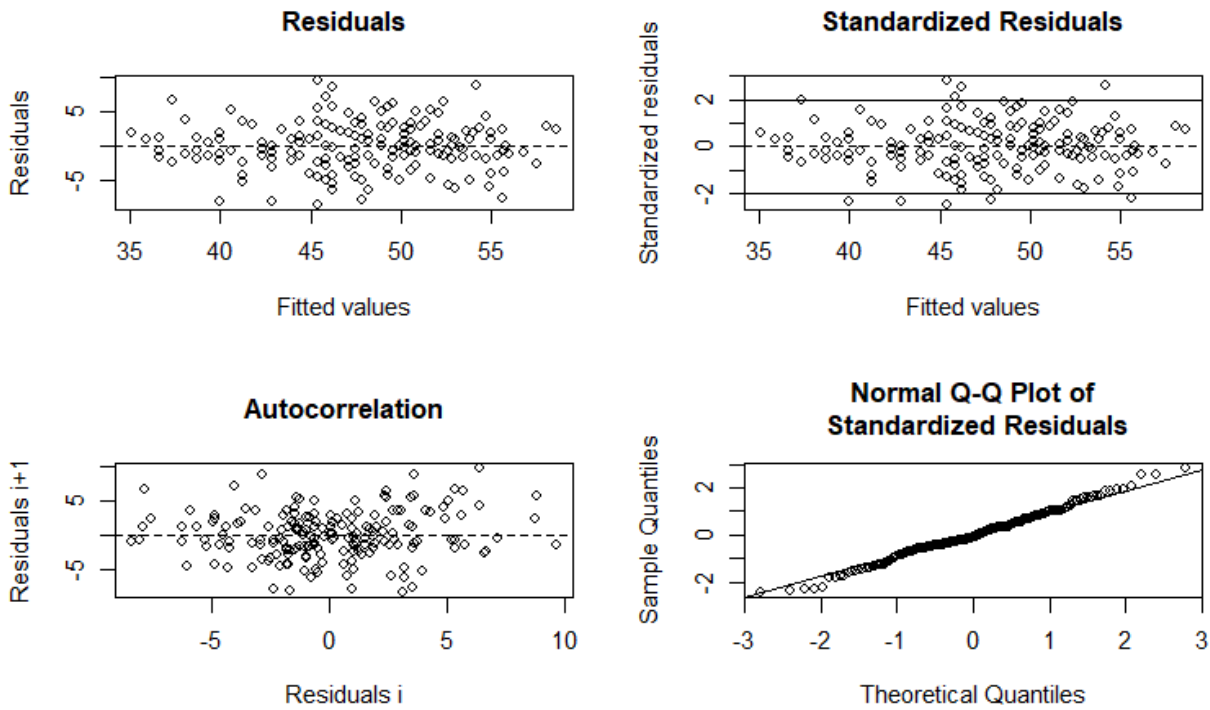 Residuals
Residuals
5
-5
35 40 45 50 55
Fitted values
Standardized Residuals
Standardized residuals
2
0
-2
35 40 45 50 55
Fitted values
Autocorrelation
Residuals i+1
5
-5
-5 0 5 10
Residuals i
Normal Q-Q Plot of
Standardized Residuals
Sample Quantiles
2
0
-2
-3 -2 -1 0 1 2 3
Theoretical Quantiles